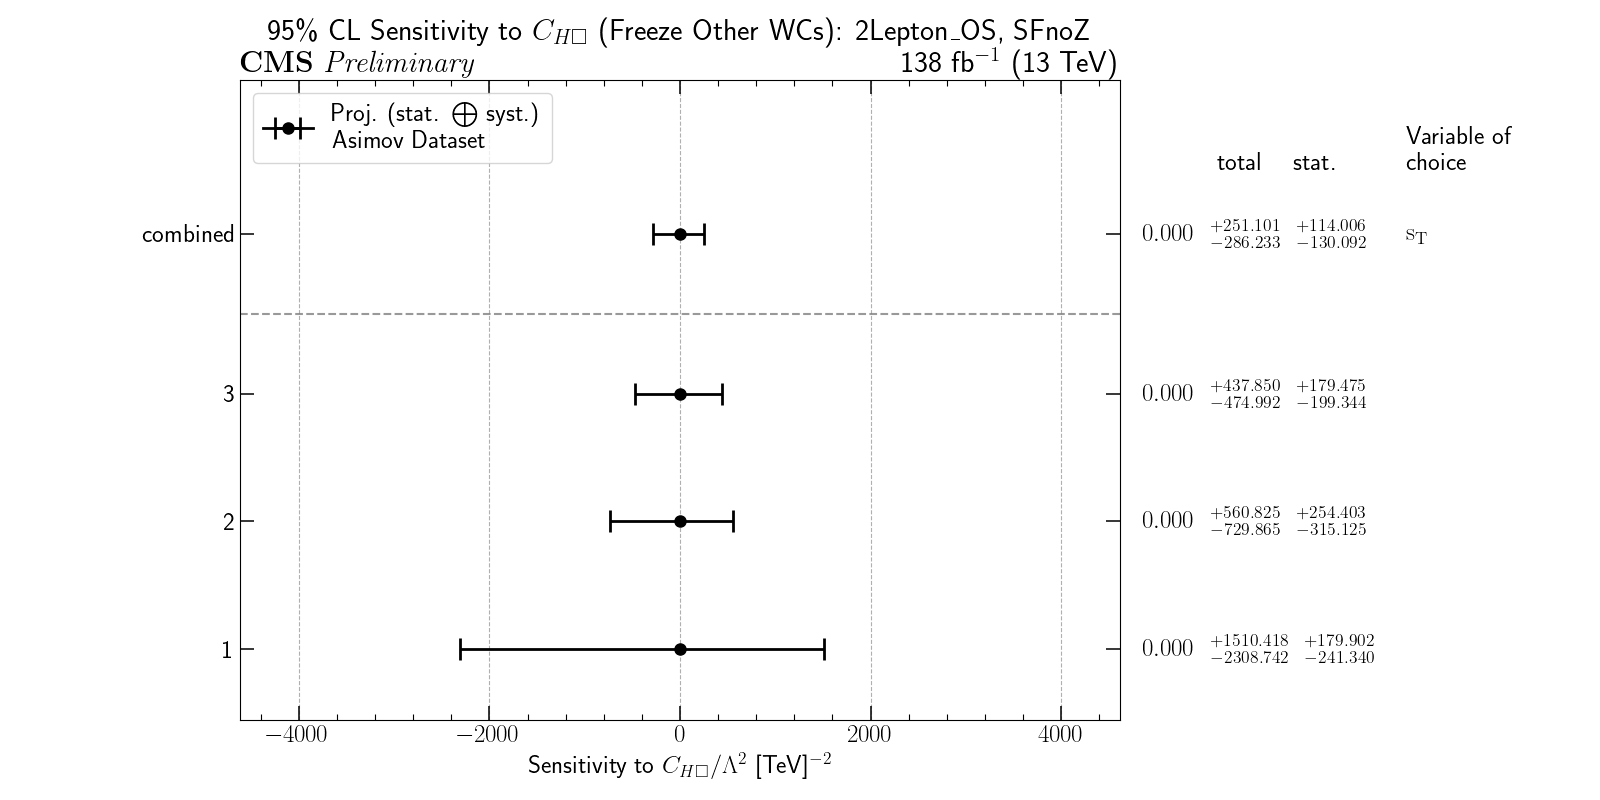 95% CL Sensitivity to C_{H□} (Freeze Other WCs): 2Lepton_OS, SFnoZ
CMS Preliminary 138 fb⁻¹ (13 TeV)
Proj. (stat. ⨁ syst.)
Asimov Dataset
Variable of
total stat. choice
combined 0.000 +251.101 −286.233 +114.006 −130.092 s_T
3 0.000 +437.850 −474.992 +179.475 −199.344
2 0.000 +560.825 −729.865 +254.403 −315.125
1 0.000 +1510.418 −2308.742 +179.902 −241.340
−4000 −2000 0 2000 4000
Sensitivity to C_{H□}/Λ² [TeV]⁻²